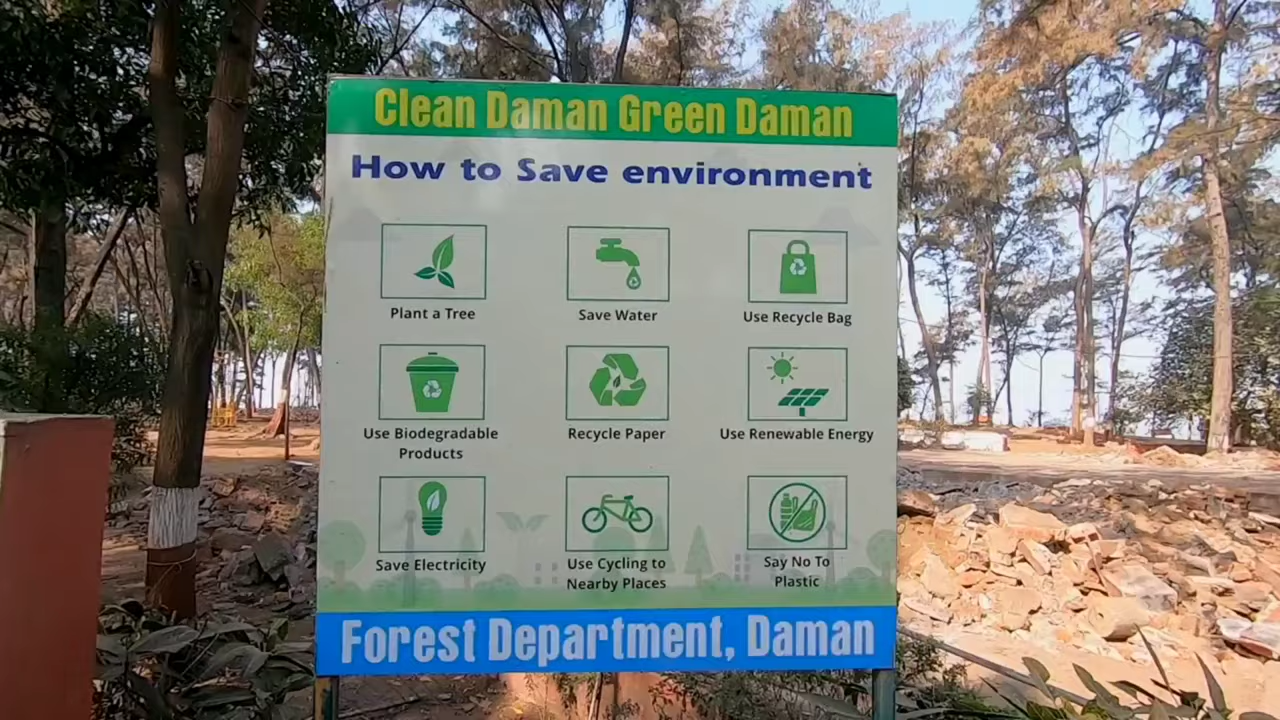 Clean Daman Green Daman
How to Save environment
Plant a Tree
Save Water
Use Recycle Bag
Use Biodegradable
Products
Recycle Paper
Use Renewable Energy
Save Electricity
Use Cycling to
Nearby Places
Say No To
Plastic
Forest Department, Daman